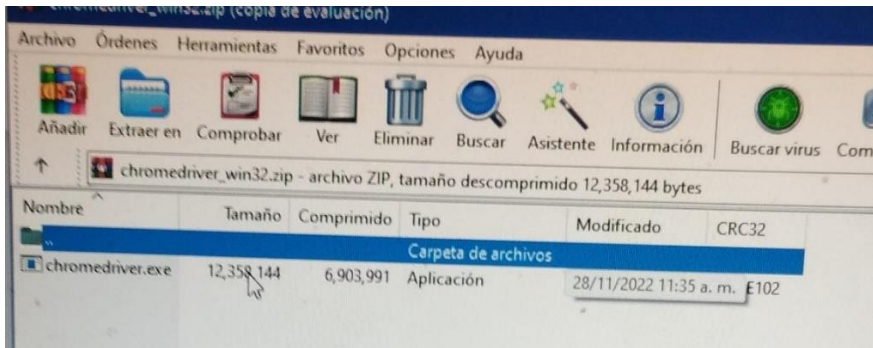 chromedriver_win32.zip (copia de evaluación)
Archivo Órdenes Herramientas Favoritos Opciones Ayuda
Añadir Extraer en Comprobar Ver Eliminar Buscar Asistente Información Buscar virus Com
chromedriver_win32.zip - archivo ZIP, tamaño descomprimido 12,358,144 bytes
Nombre Tamaño Comprimido Tipo Modificado CRC32
.. Carpeta de archivos
chromedriver.exe 12,358,144 6,903,991 Aplicación 28/11/2022 11:35 a. m. E102